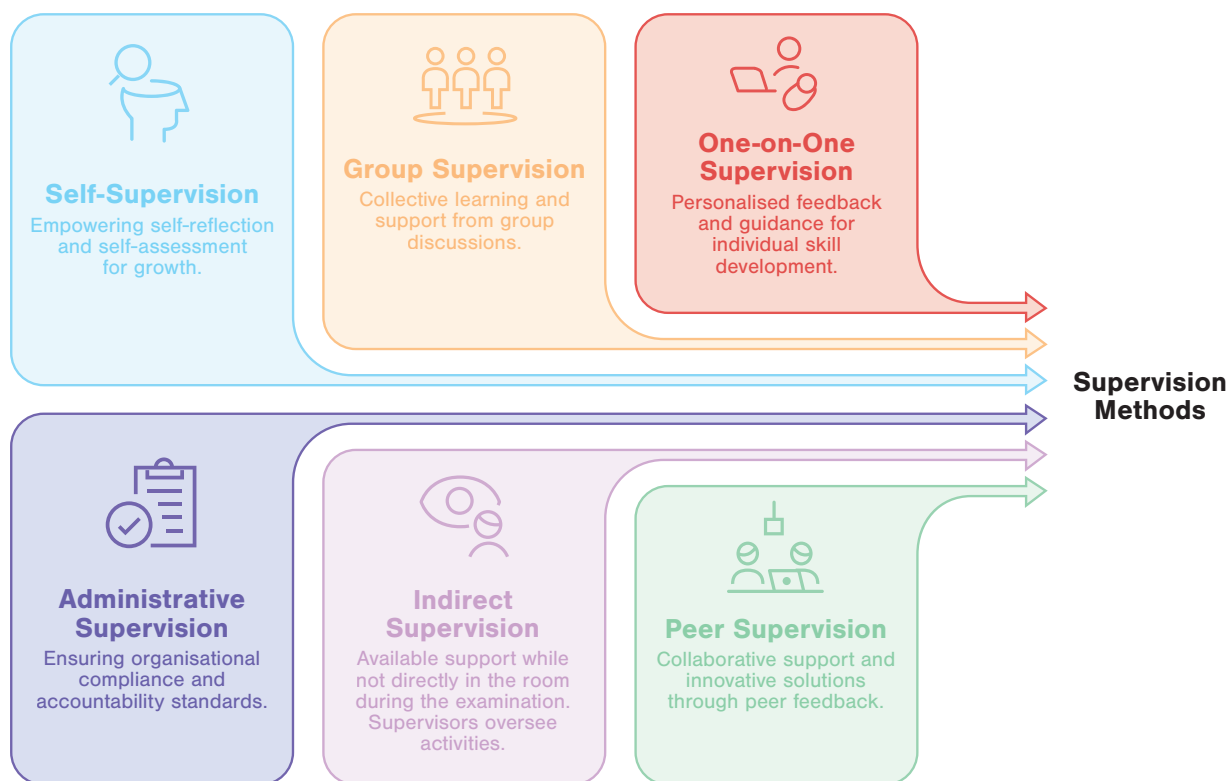 Self-Supervision
Empowering self-reflection
and self-assessment
for growth.
Group Supervision
Collective learning and
support from group
discussions.
One-on-One
Supervision
Personalised feedback
and guidance for
individual skill
development.
Supervision
Methods
Administrative
Supervision
Ensuring organisational
compliance and
accountability standards.
Indirect
Supervision
Available support while
not directly in the room
during the examination.
Supervisors oversee
activities.
Peer Supervision
Collaborative support and
innovative solutions
through peer feedback.